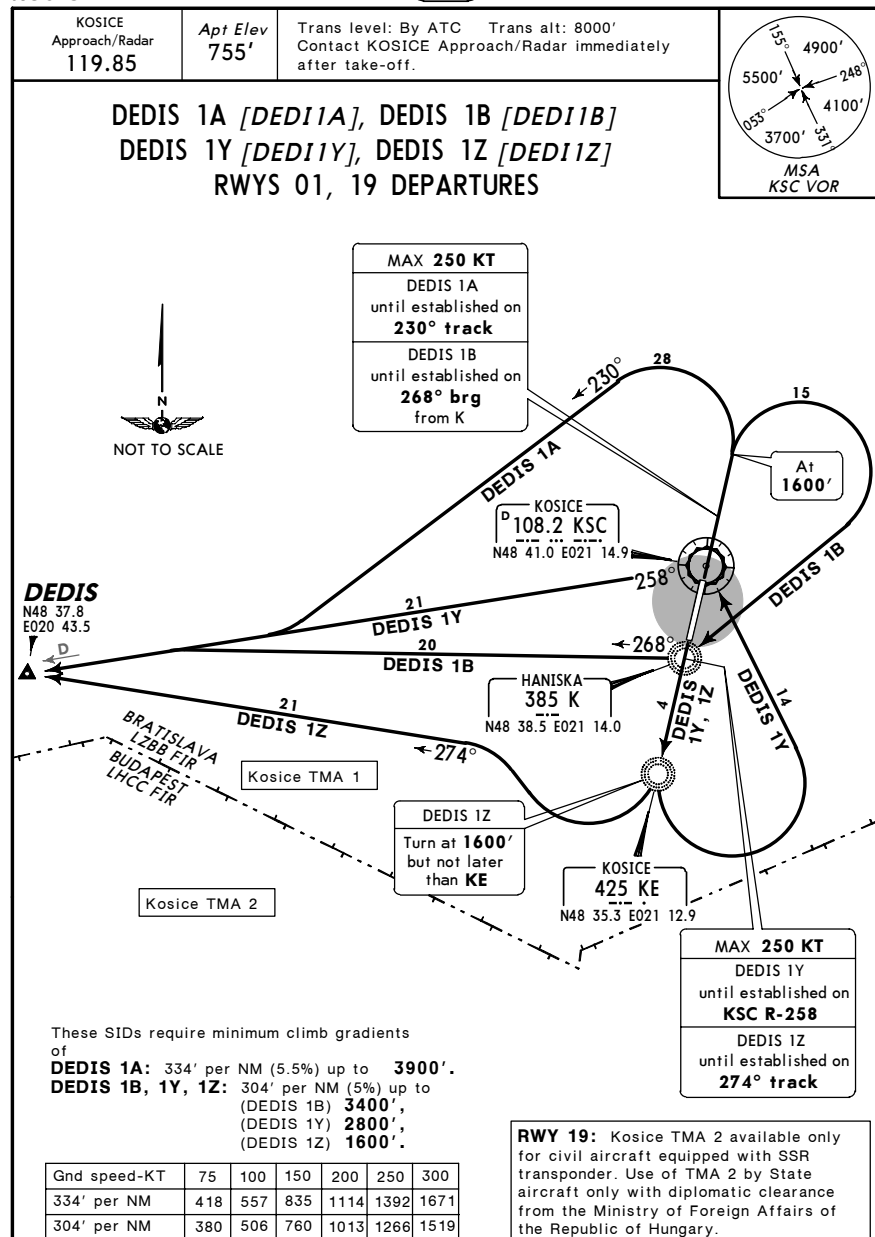 KOSICE
Approach/Radar
119.85
Apt Elev
755'
Trans level: By ATC Trans alt: 8000'
Contact KOSICE Approach/Radar immediately
after take-off.
155°
4900'
5500'
248°
4100'
053°
3700'
331°
MSA
KSC VOR
DEDIS 1A [DEDI1A], DEDIS 1B [DEDI1B]
DEDIS 1Y [DEDI1Y], DEDIS 1Z [DEDI1Z]
RWYS 01, 19 DEPARTURES
MAX 250 KT
DEDIS 1A
until established on
230° track
DEDIS 1B
until established on
268° brg
from K
N
NOT TO SCALE
230°
28
15
DEDIS 1A
At
1600'
KOSICE
D 108.2 KSC
N48 41.0 E021 14.9
DEDIS 1B
DEDIS
N48 37.8
E020 43.5
D
258°
21
DEDIS 1Y
20
DEDIS 1B
268°
HANISKA
385 K
N48 38.5 E021 14.0
4
DEDIS
1Y, 1Z
14
DEDIS 1Y
21
DEDIS 1Z
274°
BRATISLAVA
LZBB FIR
BUDAPEST
LHCC FIR
Kosice TMA 1
DEDIS 1Z
Turn at 1600'
but not later
than KE
KOSICE
425 KE
N48 35.3 E021 12.9
Kosice TMA 2
MAX 250 KT
DEDIS 1Y
until established on
KSC R-258
DEDIS 1Z
until established on
274° track
These SIDs require minimum climb gradients
of
DEDIS 1A: 334' per NM (5.5%) up to 3900'.
DEDIS 1B, 1Y, 1Z: 304' per NM (5%) up to
(DEDIS 1B) 3400',
(DEDIS 1Y) 2800',
(DEDIS 1Z) 1600'.
Gnd speed-KT 75 100 150 200 250 300
334' per NM 418 557 835 1114 1392 1671
304' per NM 380 506 760 1013 1266 1519
RWY 19: Kosice TMA 2 available only
for civil aircraft equipped with SSR
transponder. Use of TMA 2 by State
aircraft only with diplomatic clearance
from the Ministry of Foreign Affairs of
the Republic of Hungary.